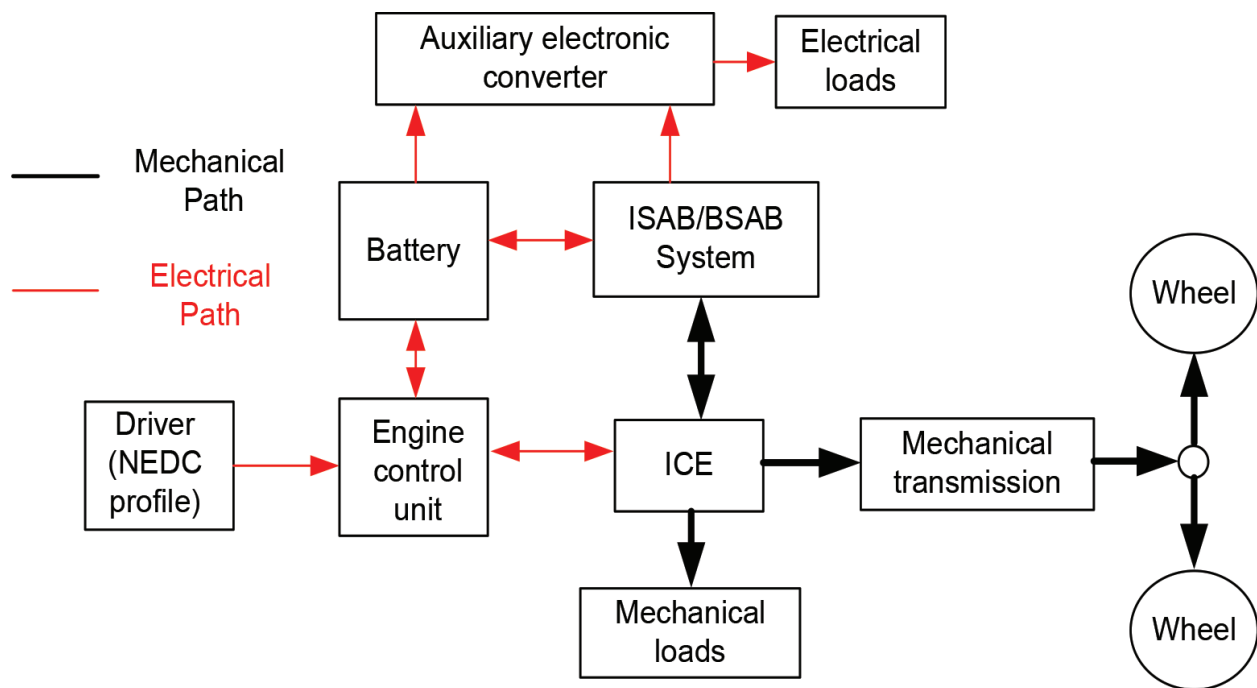 Auxiliary electronic
converter
Electrical
loads
Mechanical
Path
Electrical
Path
Battery
ISAB/BSAB
System
Wheel
Driver
(NEDC
profile)
Engine
control
unit
ICE
Mechanical
transmission
Mechanical
loads
Wheel